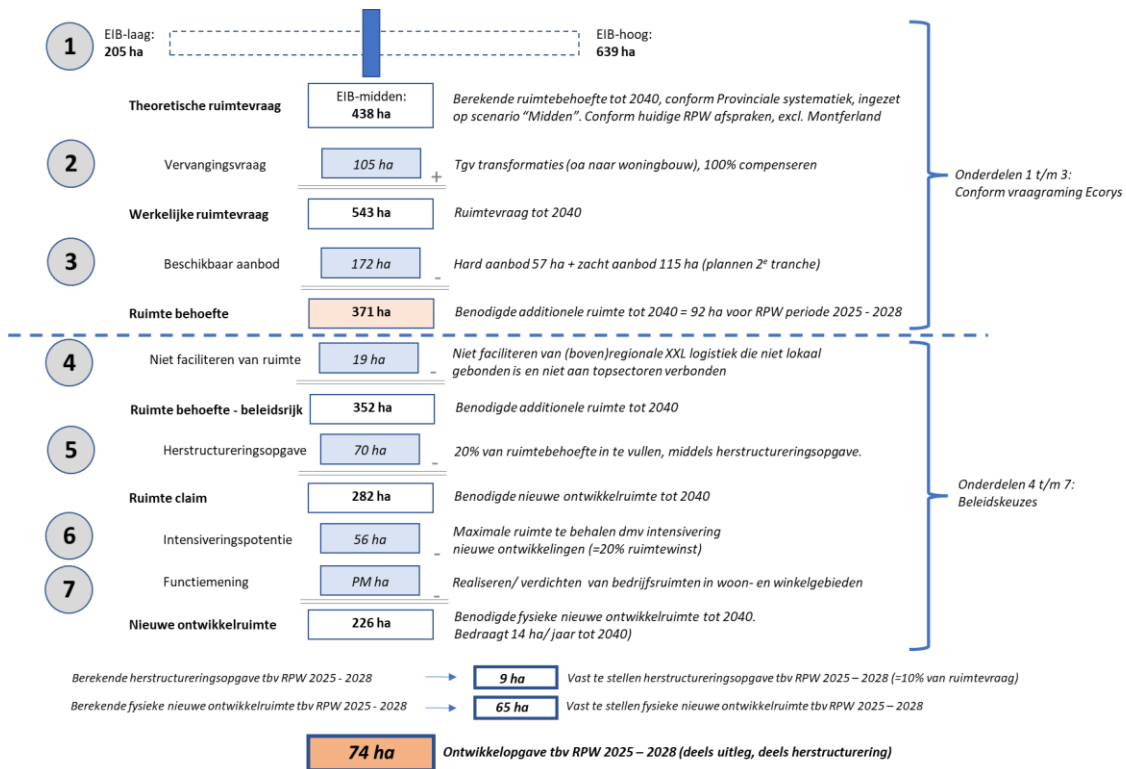 1
EIB-laag:
205 ha
EIB-hoog:
639 ha
Theoretische ruimtevraag
EIB-midden:
438 ha
Berekende ruimtebehoefte tot 2040, conform Provinciale systematiek, ingezet
op scenario “Midden”. Conform huidige RPW afspraken, excl. Montferland
2
Vervangingsvraag
105 ha
+
Tgv transformaties (oa naar woningbouw), 100% compenseren
Werkelijke ruimtevraag
543 ha
Ruimtevraag tot 2040
3
Beschikbaar aanbod
172 ha
-
Hard aanbod 57 ha + zacht aanbod 115 ha (plannen 2e tranche)
Ruimte behoefte
371 ha
Benodigde additionele ruimte tot 2040 = 92 ha voor RPW periode 2025 - 2028
Onderdelen 1 t/m 3:
Conform vraagraming Ecorys
4
Niet faciliteren van ruimte
19 ha
-
Niet faciliteren van (boven)regionale XXL logistiek die niet lokaal
gebonden is en niet aan topsectoren verbonden
Ruimte behoefte - beleidsrijk
352 ha
Benodigde additionele ruimte tot 2040
5
Herstructureringsopgave
70 ha
-
20% van ruimtebehoefte in te vullen, middels herstructureringsopgave.
Ruimte claim
282 ha
Benodigde nieuwe ontwikkelruimte tot 2040
Onderdelen 4 t/m 7:
Beleidskeuzes
6
Intensiveringspotentie
56 ha
-
Maximale ruimte te behalen dmv intensivering
nieuwe ontwikkelingen (=20% ruimtewinst)
7
Functiemening
PM ha
-
Realiseren/ verdichten van bedrijfsruimten in woon- en winkelgebieden
Nieuwe ontwikkelruimte
226 ha
Benodigde fysieke nieuwe ontwikkelruimte tot 2040.
Bedraagt 14 ha/ jaar tot 2040)
Berekende herstructureringsopgave tbv RPW 2025 - 2028
9 ha
Vast te stellen herstructureringsopgave tbv RPW 2025 – 2028 (=10% van ruimtevraag)
Berekende fysieke nieuwe ontwikkelruimte tbv RPW 2025 - 2028
65 ha
Vast te stellen fysieke nieuwe ontwikkelruimte tbv RPW 2025 – 2028
74 ha
Ontwikkelopgave tbv RPW 2025 – 2028 (deels uitleg, deels herstructurering)